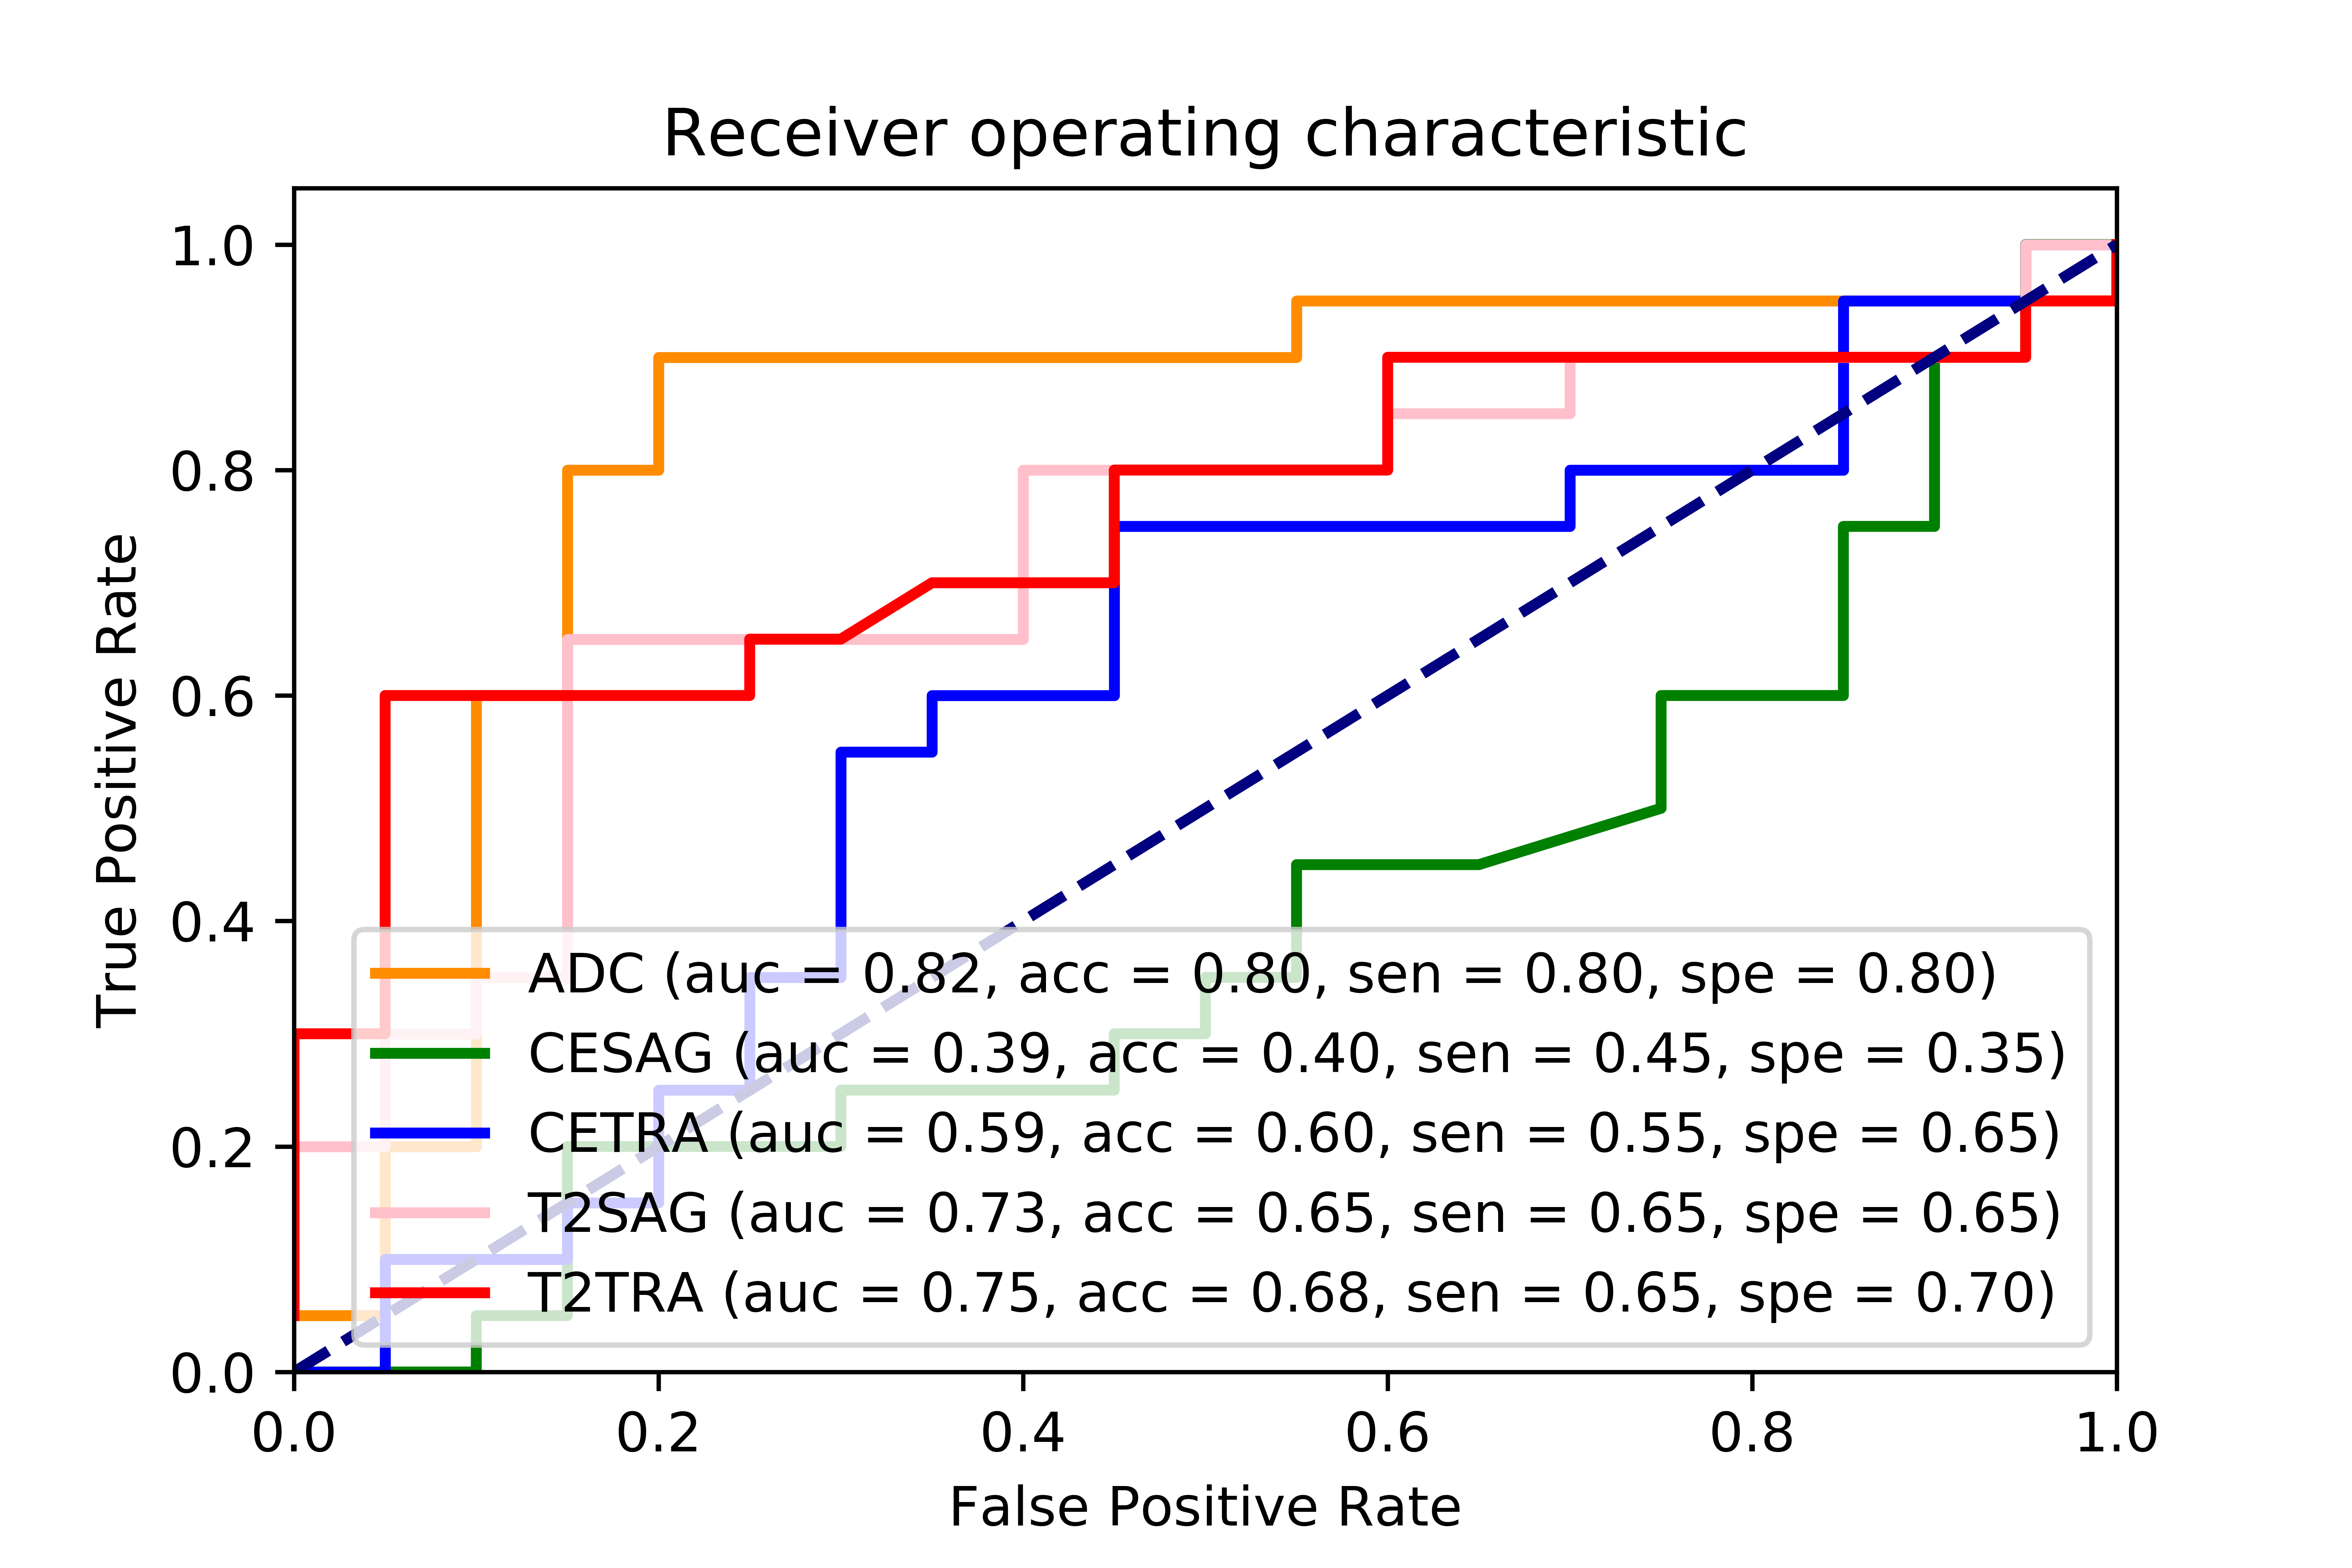 Receiver operating characteristic
True Positive Rate
1.0
0.8
0.6
0.4
0.2
0.0
ADC (auc = 0.82, acc = 0.80, sen = 0.80, spe = 0.80)
CESAG (auc = 0.39, acc = 0.40, sen = 0.45, spe = 0.35)
CETRA (auc = 0.59, acc = 0.60, sen = 0.55, spe = 0.65)
T2SAG (auc = 0.73, acc = 0.65, sen = 0.65, spe = 0.65)
T2TRA (auc = 0.75, acc = 0.68, sen = 0.65, spe = 0.70)
0.0 0.2 0.4 0.6 0.8 1.0
False Positive Rate